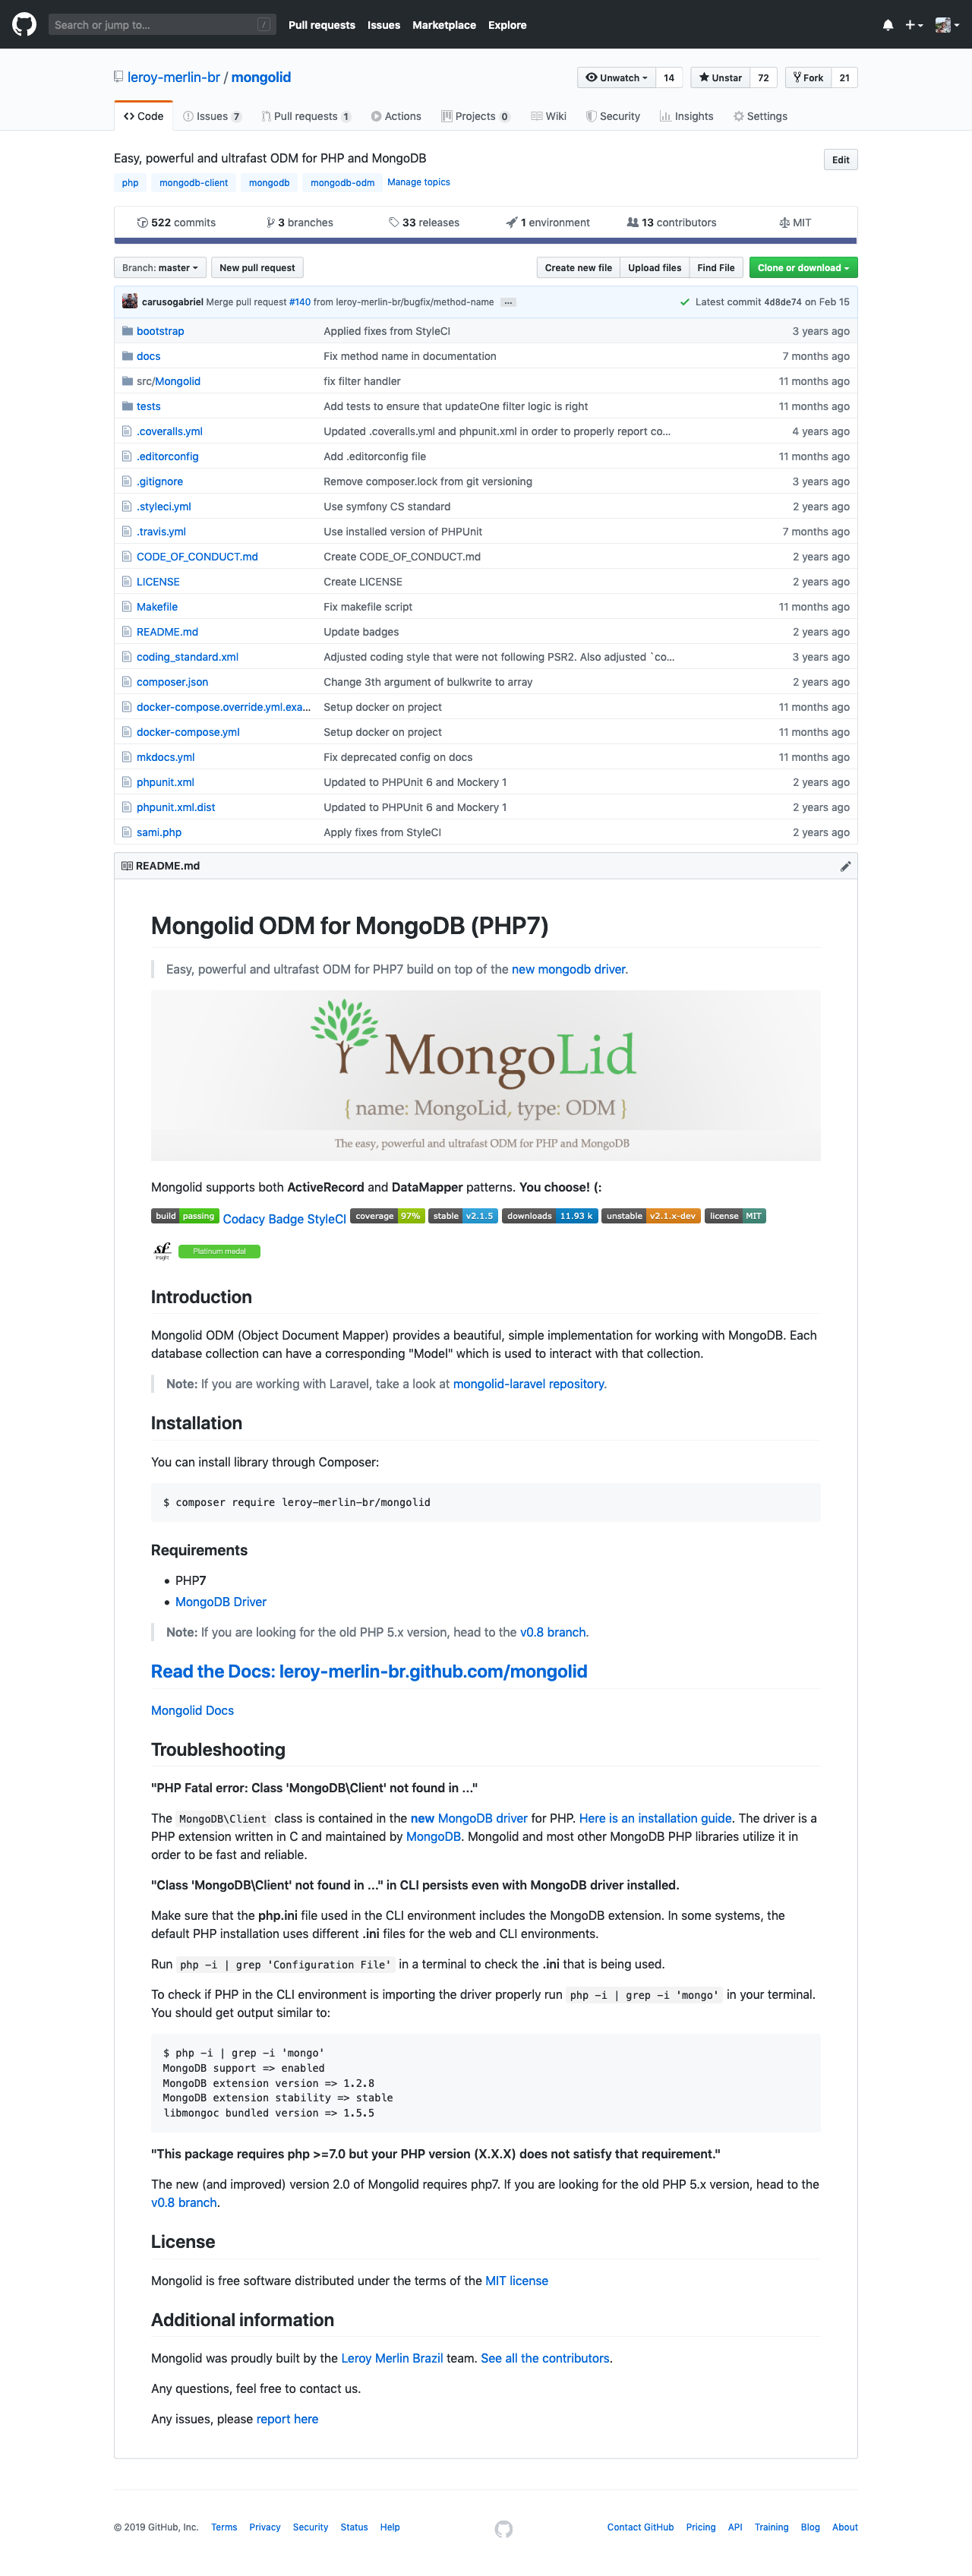 Search or jump to... /
Pull requests Issues Marketplace Explore
leroy-merlin-br / mongolid
Unwatch 14 Unstar 72 Fork 21
Code Issues 7 Pull requests 1 Actions Projects 0 Wiki Security Insights Settings
Easy, powerful and ultrafast ODM for PHP and MongoDB
Edit
php mongodb-client mongodb mongodb-odm Manage topics
522 commits 3 branches 33 releases 1 environment 13 contributors MIT
Branch: master New pull request Create new file Upload files Find File Clone or download
carusogabriel Merge pull request #140 from leroy-merlin-br/bugfix/method-name ... Latest commit 4d8de74 on Feb 15
bootstrap Applied fixes from StyleCI 3 years ago
docs Fix method name in documentation 7 months ago
src/Mongolid fix filter handler 11 months ago
tests Add tests to ensure that updateOne filter logic is right 11 months ago
.coveralls.yml Updated .coveralls.yml and phpunit.xml in order to properly report co... 4 years ago
.editorconfig Add .editorconfig file 11 months ago
.gitignore Remove composer.lock from git versioning 3 years ago
.styleci.yml Use symfony CS standard 2 years ago
.travis.yml Use installed version of PHPUnit 7 months ago
CODE_OF_CONDUCT.md Create CODE_OF_CONDUCT.md 2 years ago
LICENSE Create LICENSE 2 years ago
Makefile Fix makefile script 11 months ago
README.md Update badges 2 years ago
coding_standard.xml Adjusted coding style that were not following PSR2. Also adjusted `co... 3 years ago
composer.json Change 3th argument of bulkwrite to array 2 years ago
docker-compose.override.yml.exa... Setup docker on project 11 months ago
docker-compose.yml Setup docker on project 11 months ago
mkdocs.yml Fix deprecated config on docs 11 months ago
phpunit.xml Updated to PHPUnit 6 and Mockery 1 2 years ago
phpunit.xml.dist Updated to PHPUnit 6 and Mockery 1 2 years ago
sami.php Apply fixes from StyleCI 2 years ago
README.md
Mongolid ODM for MongoDB (PHP7)
Easy, powerful and ultrafast ODM for PHP7 build on top of the new mongodb driver.
MongoLid
{ name: MongoLid, type: ODM }
The easy, powerful and ultrafast ODM for PHP and MongoDB
Mongolid supports both ActiveRecord and DataMapper patterns. You choose! (:
build passing Codacy Badge StyleCI coverage 97% stable v2.1.5 downloads 11.93 k unstable v2.1.x-dev license MIT
sf insight Platinum medal
Introduction
Mongolid ODM (Object Document Mapper) provides a beautiful, simple implementation for working with MongoDB. Each
database collection can have a corresponding "Model" which is used to interact with that collection.
Note: If you are working with Laravel, take a look at mongolid-laravel repository.
Installation
You can install library through Composer:
$ composer require leroy-merlin-br/mongolid
Requirements
• PHP7
• MongoDB Driver
Note: If you are looking for the old PHP 5.x version, head to the v0.8 branch.
Read the Docs: leroy-merlin-br.github.com/mongolid
Mongolid Docs
Troubleshooting
"PHP Fatal error: Class 'MongoDB\Client' not found in ..."
The MongoDB\Client class is contained in the new MongoDB driver for PHP. Here is an installation guide. The driver is a
PHP extension written in C and maintained by MongoDB. Mongolid and most other MongoDB PHP libraries utilize it in
order to be fast and reliable.
"Class 'MongoDB\Client' not found in ..." in CLI persists even with MongoDB driver installed.
Make sure that the php.ini file used in the CLI environment includes the MongoDB extension. In some systems, the
default PHP installation uses different .ini files for the web and CLI environments.
Run php -i | grep 'Configuration File' in a terminal to check the .ini that is being used.
To check if PHP in the CLI environment is importing the driver properly run php -i | grep -i 'mongo' in your terminal.
You should get output similar to:
$ php -i | grep -i 'mongo'
MongoDB support => enabled
MongoDB extension version => 1.2.8
MongoDB extension stability => stable
libmongoc bundled version => 1.5.5
"This package requires php >=7.0 but your PHP version (X.X.X) does not satisfy that requirement."
The new (and improved) version 2.0 of Mongolid requires php7. If you are looking for the old PHP 5.x version, head to the
v0.8 branch.
License
Mongolid is free software distributed under the terms of the MIT license
Additional information
Mongolid was proudly built by the Leroy Merlin Brazil team. See all the contributors.
Any questions, feel free to contact us.
Any issues, please report here
© 2019 GitHub, Inc. Terms Privacy Security Status Help Contact GitHub Pricing API Training Blog About